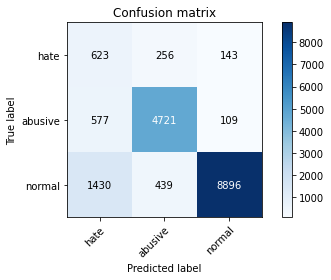 Confusion matrix
True label
hate 623 256 143
abusive 577 4721 109
normal 1430 439 8896
hate abusive normal
Predicted label
8000
7000
6000
5000
4000
3000
2000
1000